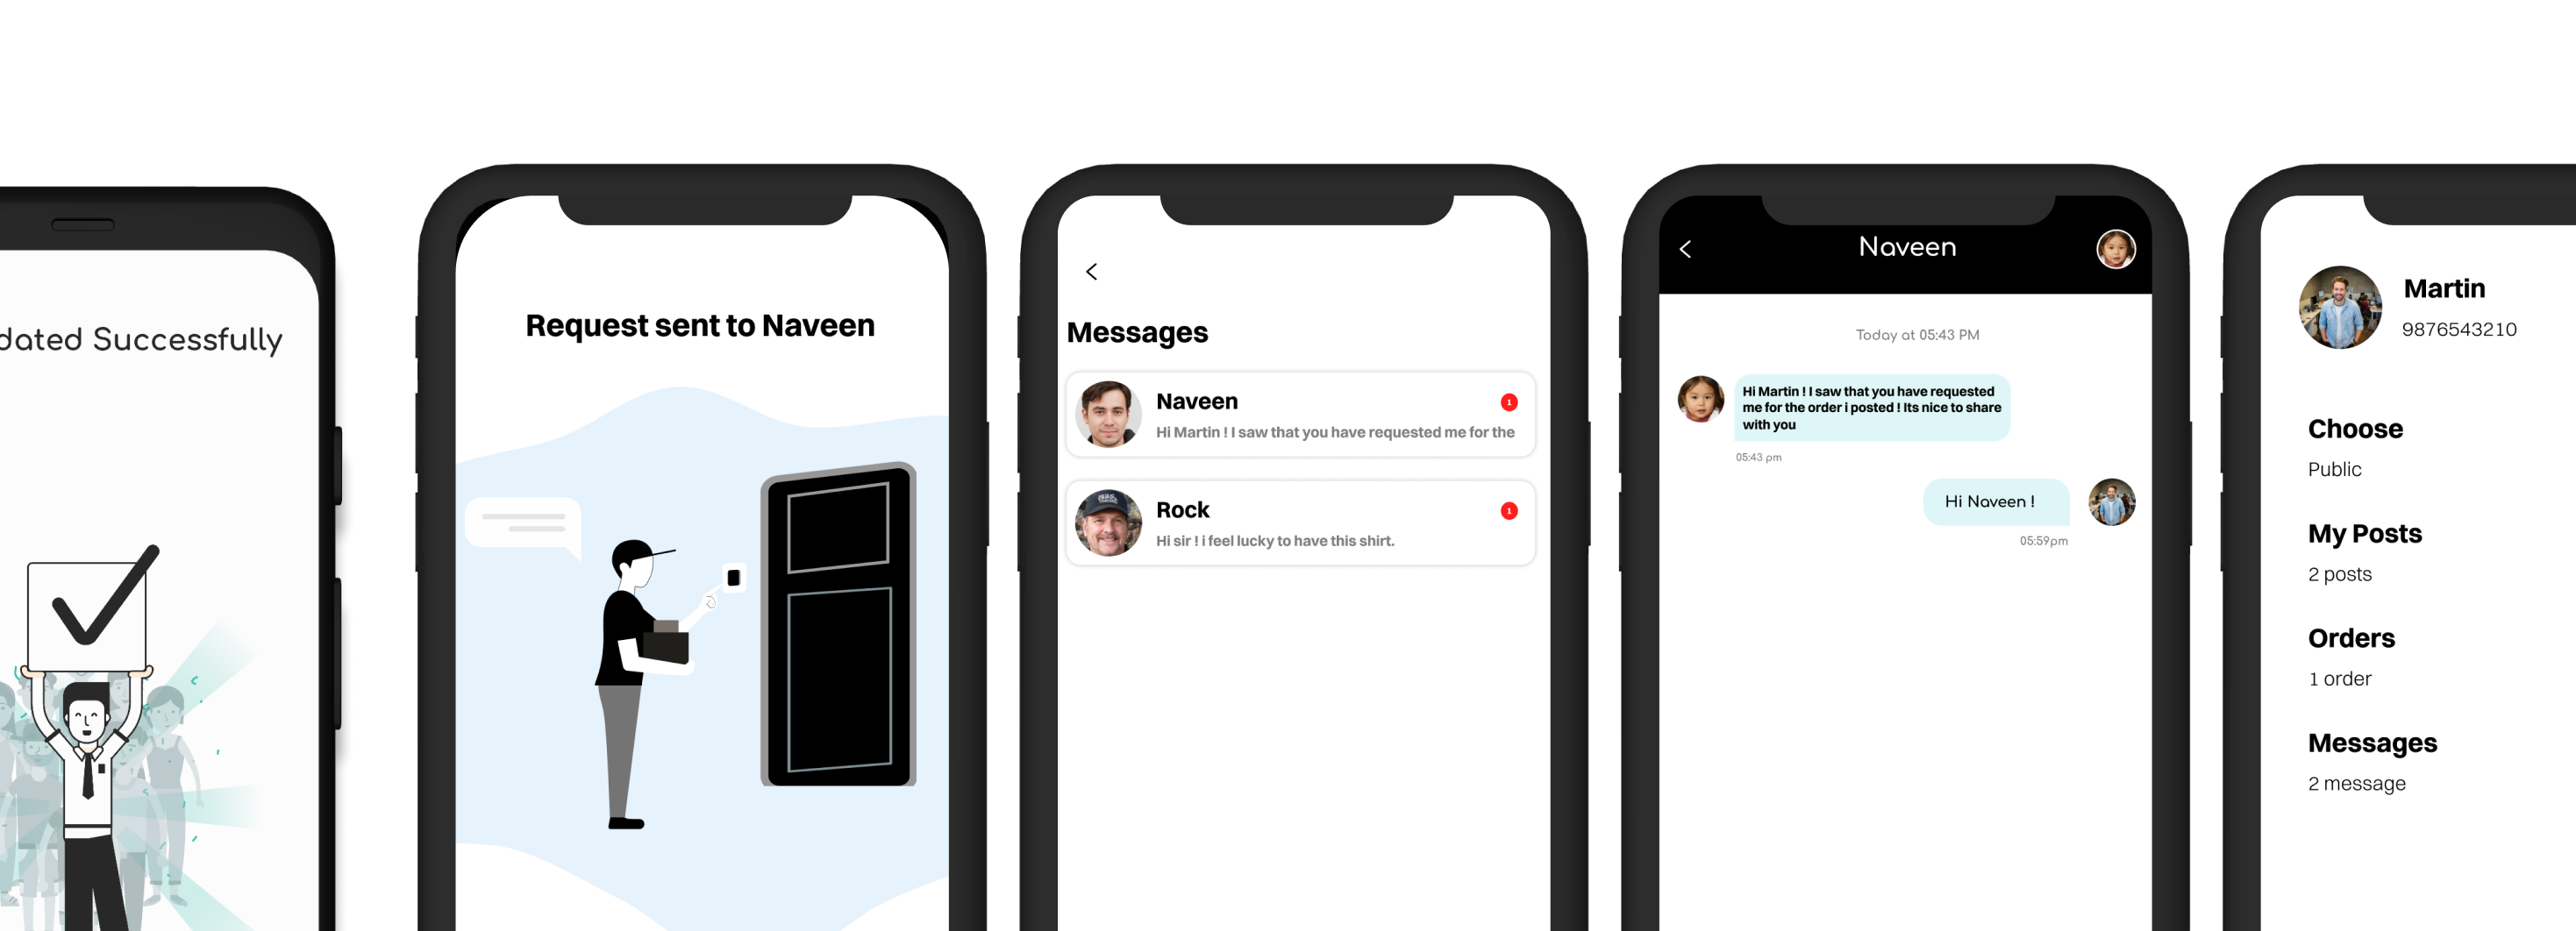 dated Successfully
Request sent to Naveen
Messages
Naveen
1
Hi Martin ! I saw that you have requested me for the
Rock
1
Hi sir ! i feel lucky to have this shirt.
Naveen
Today at 05:43 PM
Hi Martin ! I saw that you have requested
me for the order i posted ! Its nice to share
with you
05:43 pm
Hi Naveen !
05:59pm
Martin
9876543210
Choose
Public
My Posts
2 posts
Orders
1 order
Messages
2 message